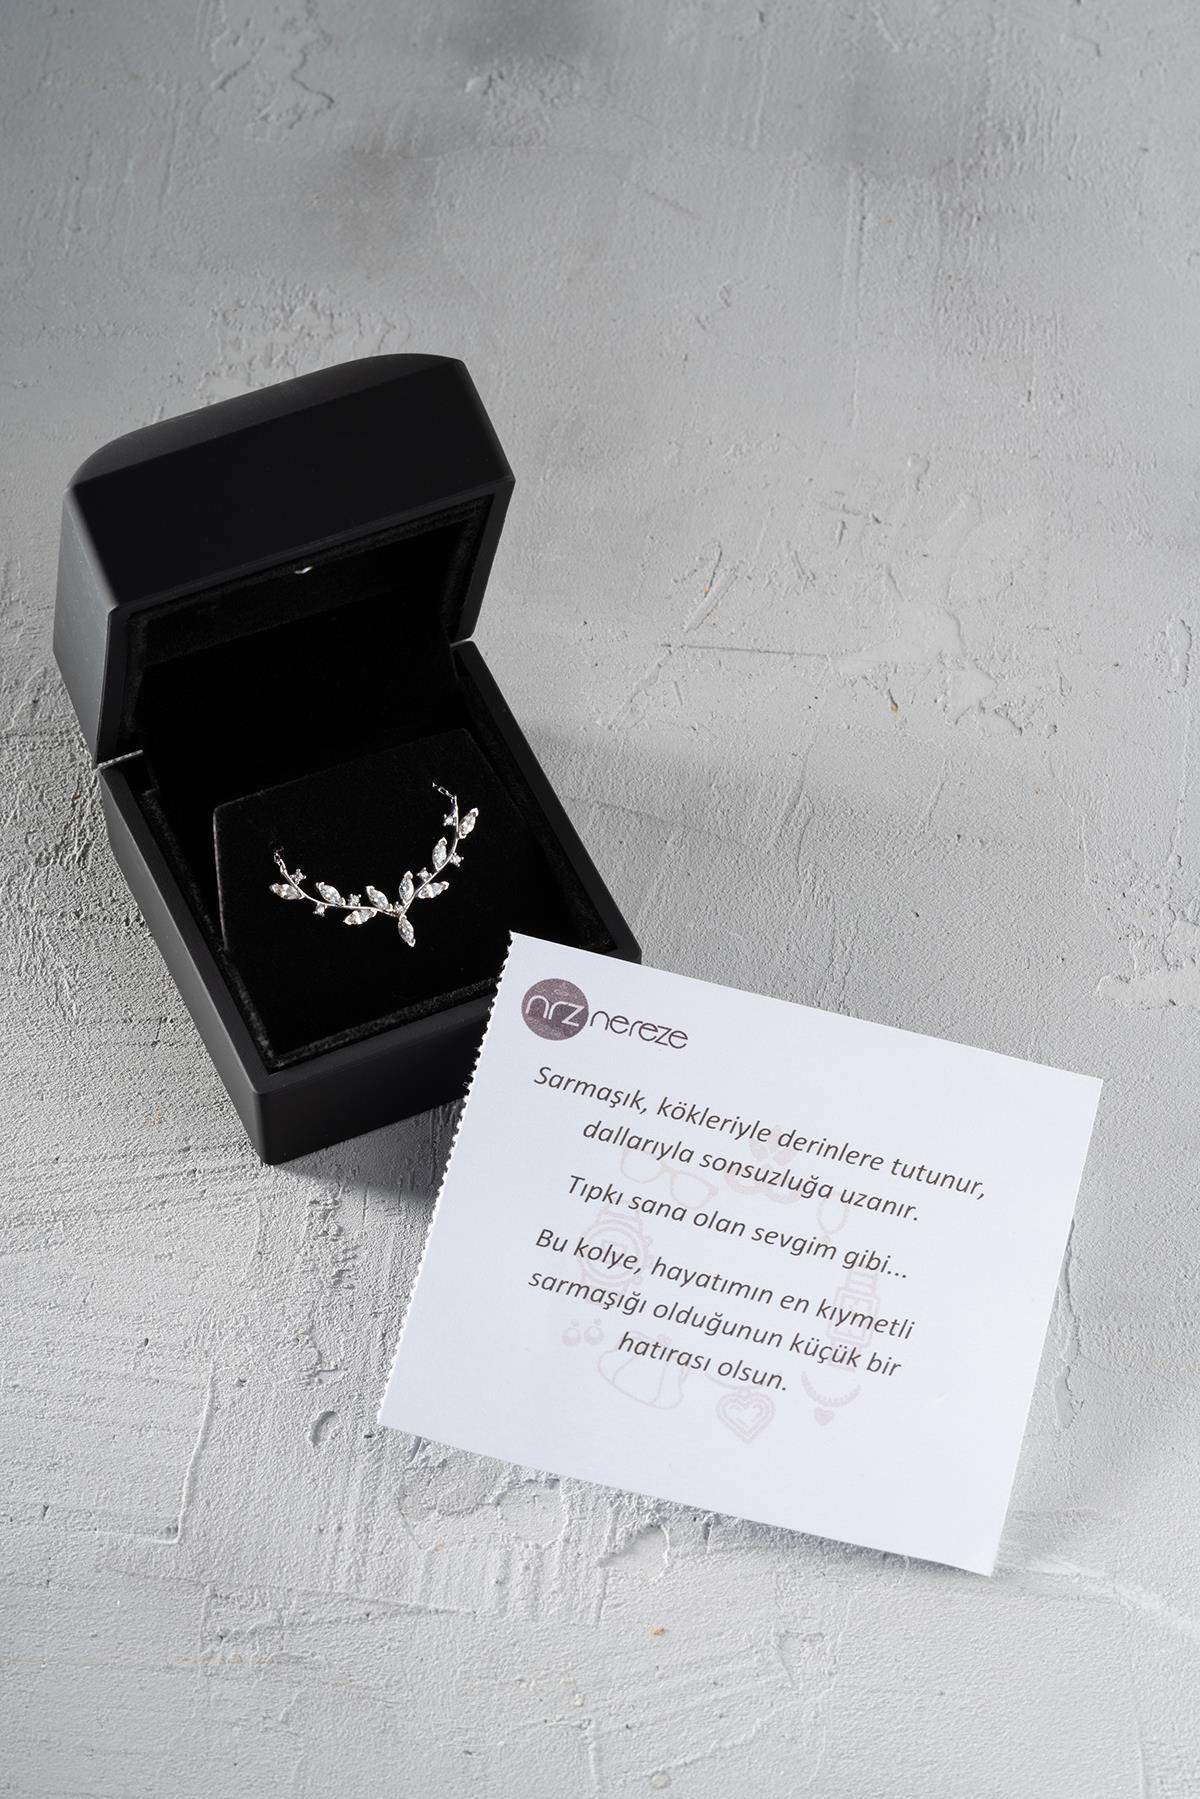 nrz nereze
Sarmaşık, kökleriyle derinlere tutunur,
dallarıyla sonsuzluğa uzanır.
Tıpkı sana olan sevgim gibi...
Bu kolye, hayatımın en kıymetli
sarmaşığı olduğunun küçük bir
hatırası olsun.